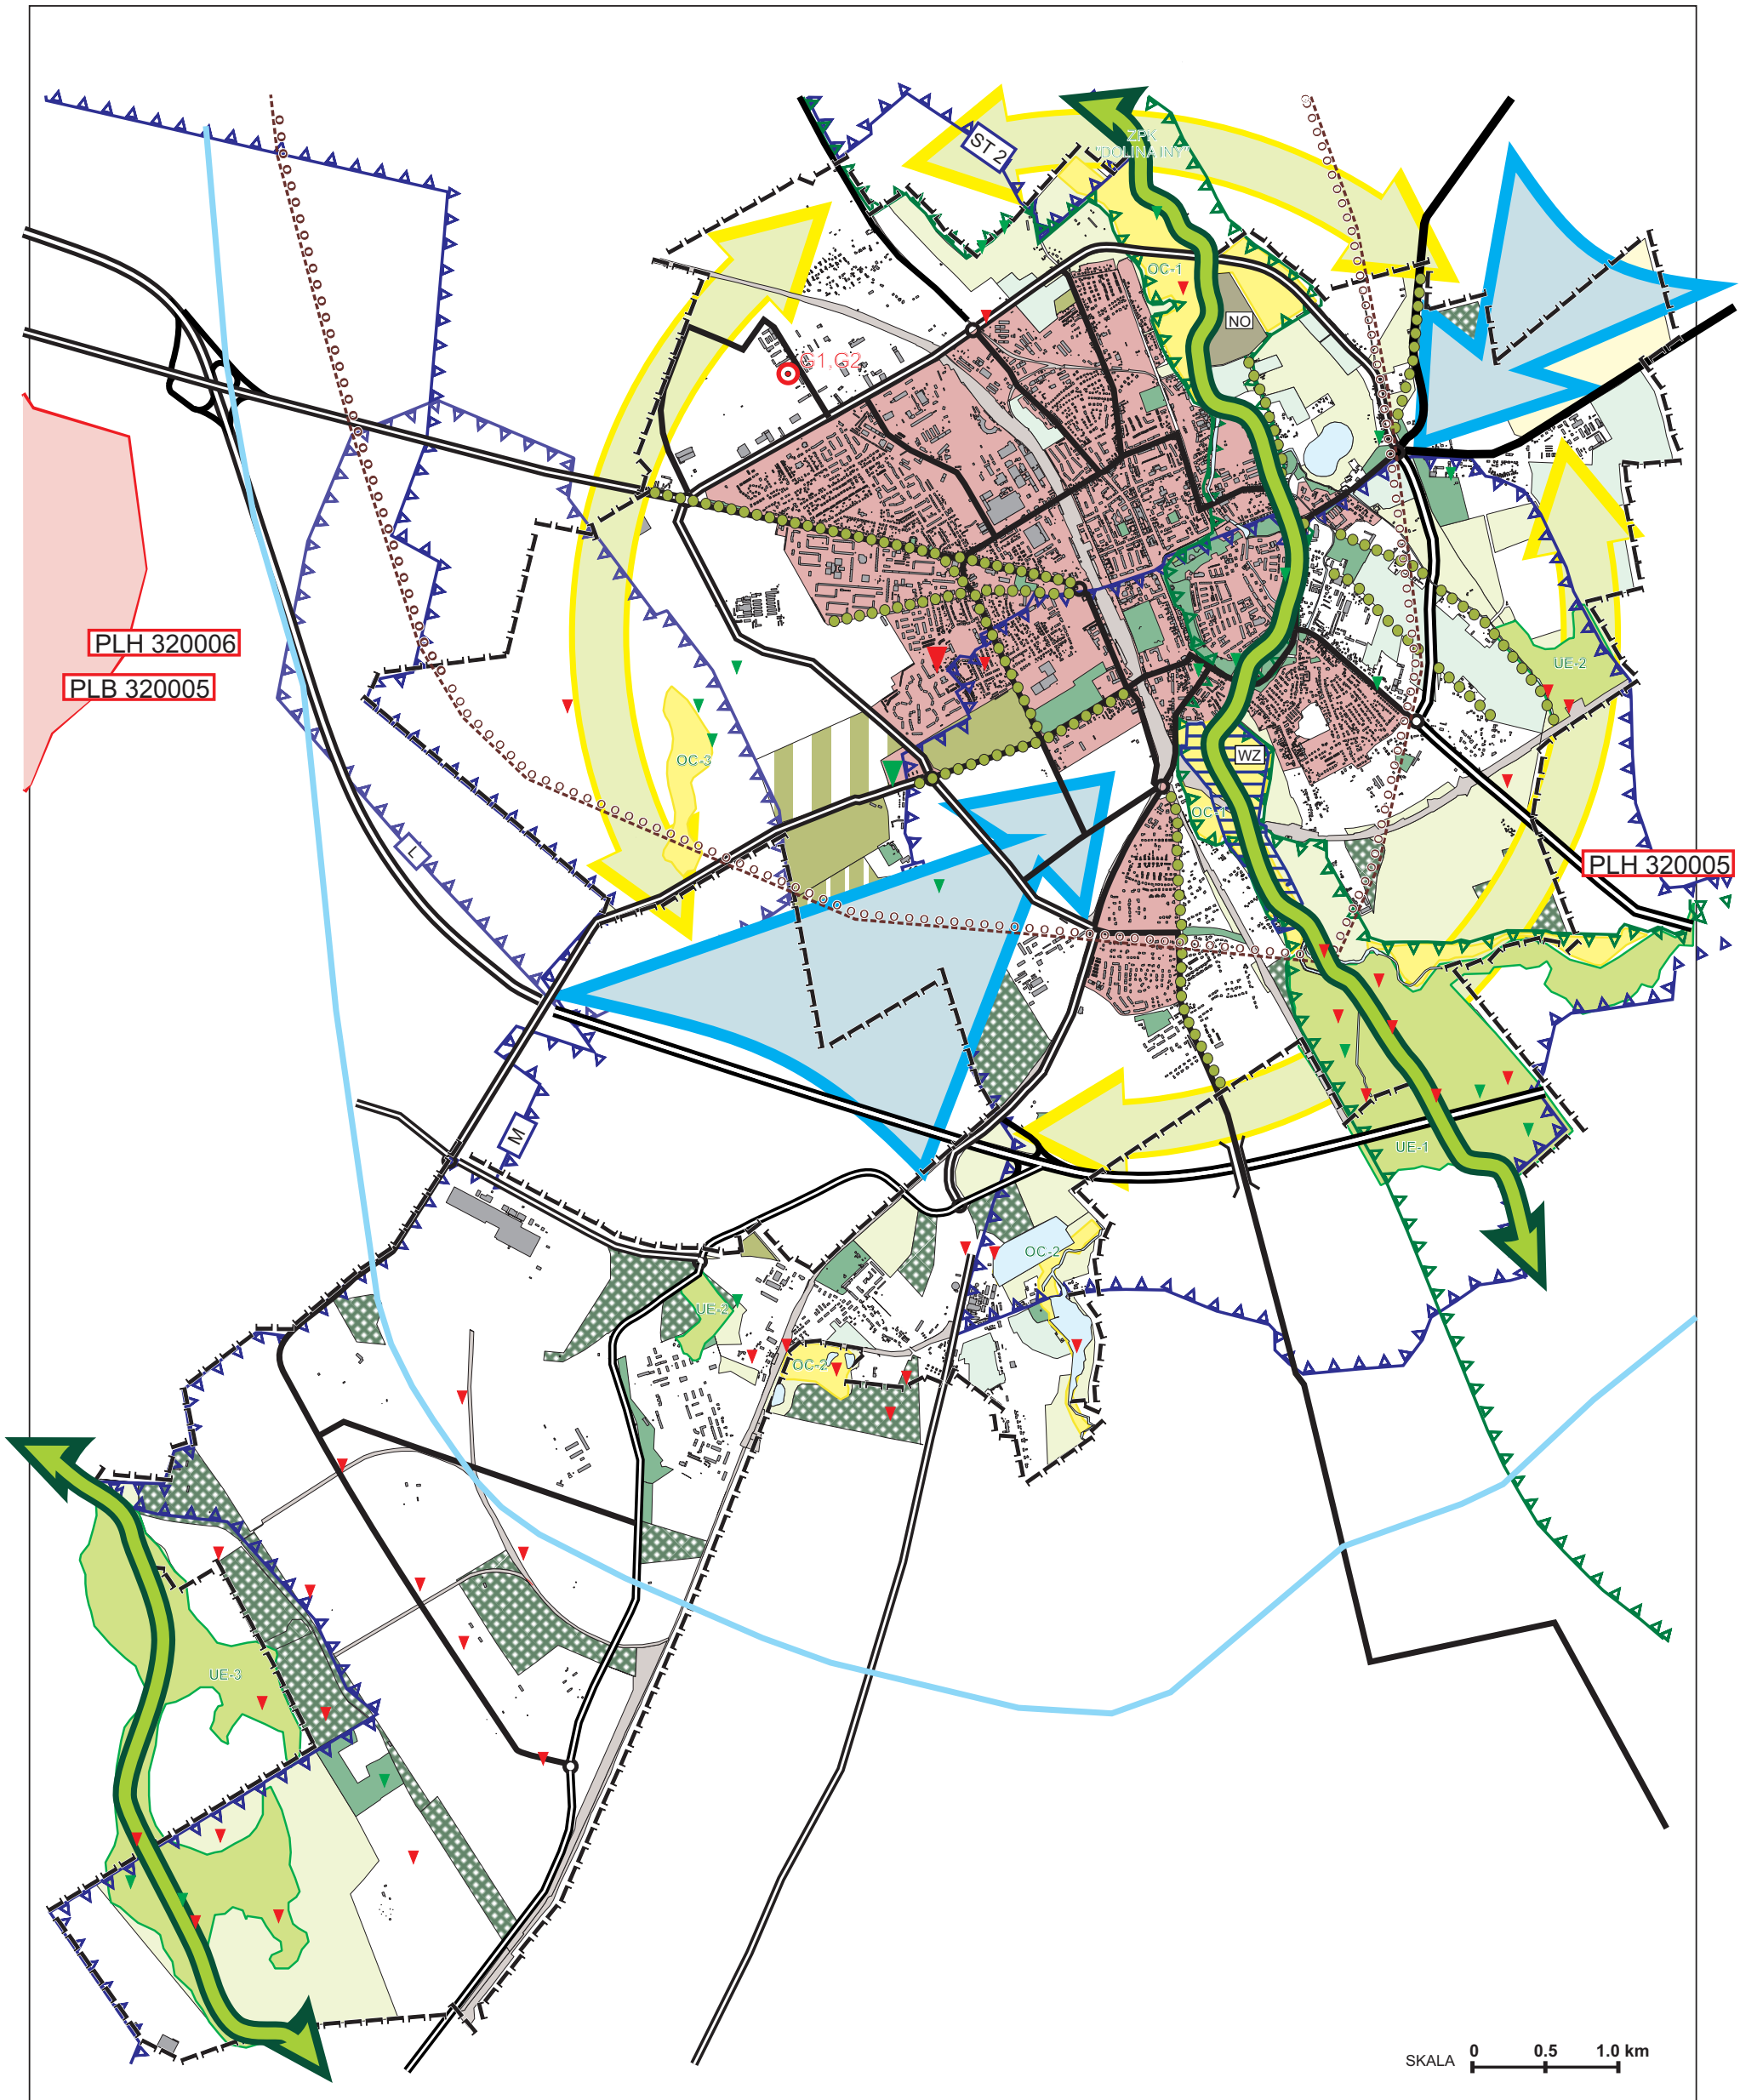 ZPK
"DOLINA INY"
ST 2
OC-1
NO
G1,G2
PLH 320006
PLB 320005
UE-2
OC-3
WZ
OC-1
L
PLH 320005
M
UE-1
OC-2
UE-2
OC-2
UE-3
SKALA 0 0.5 1.0 km